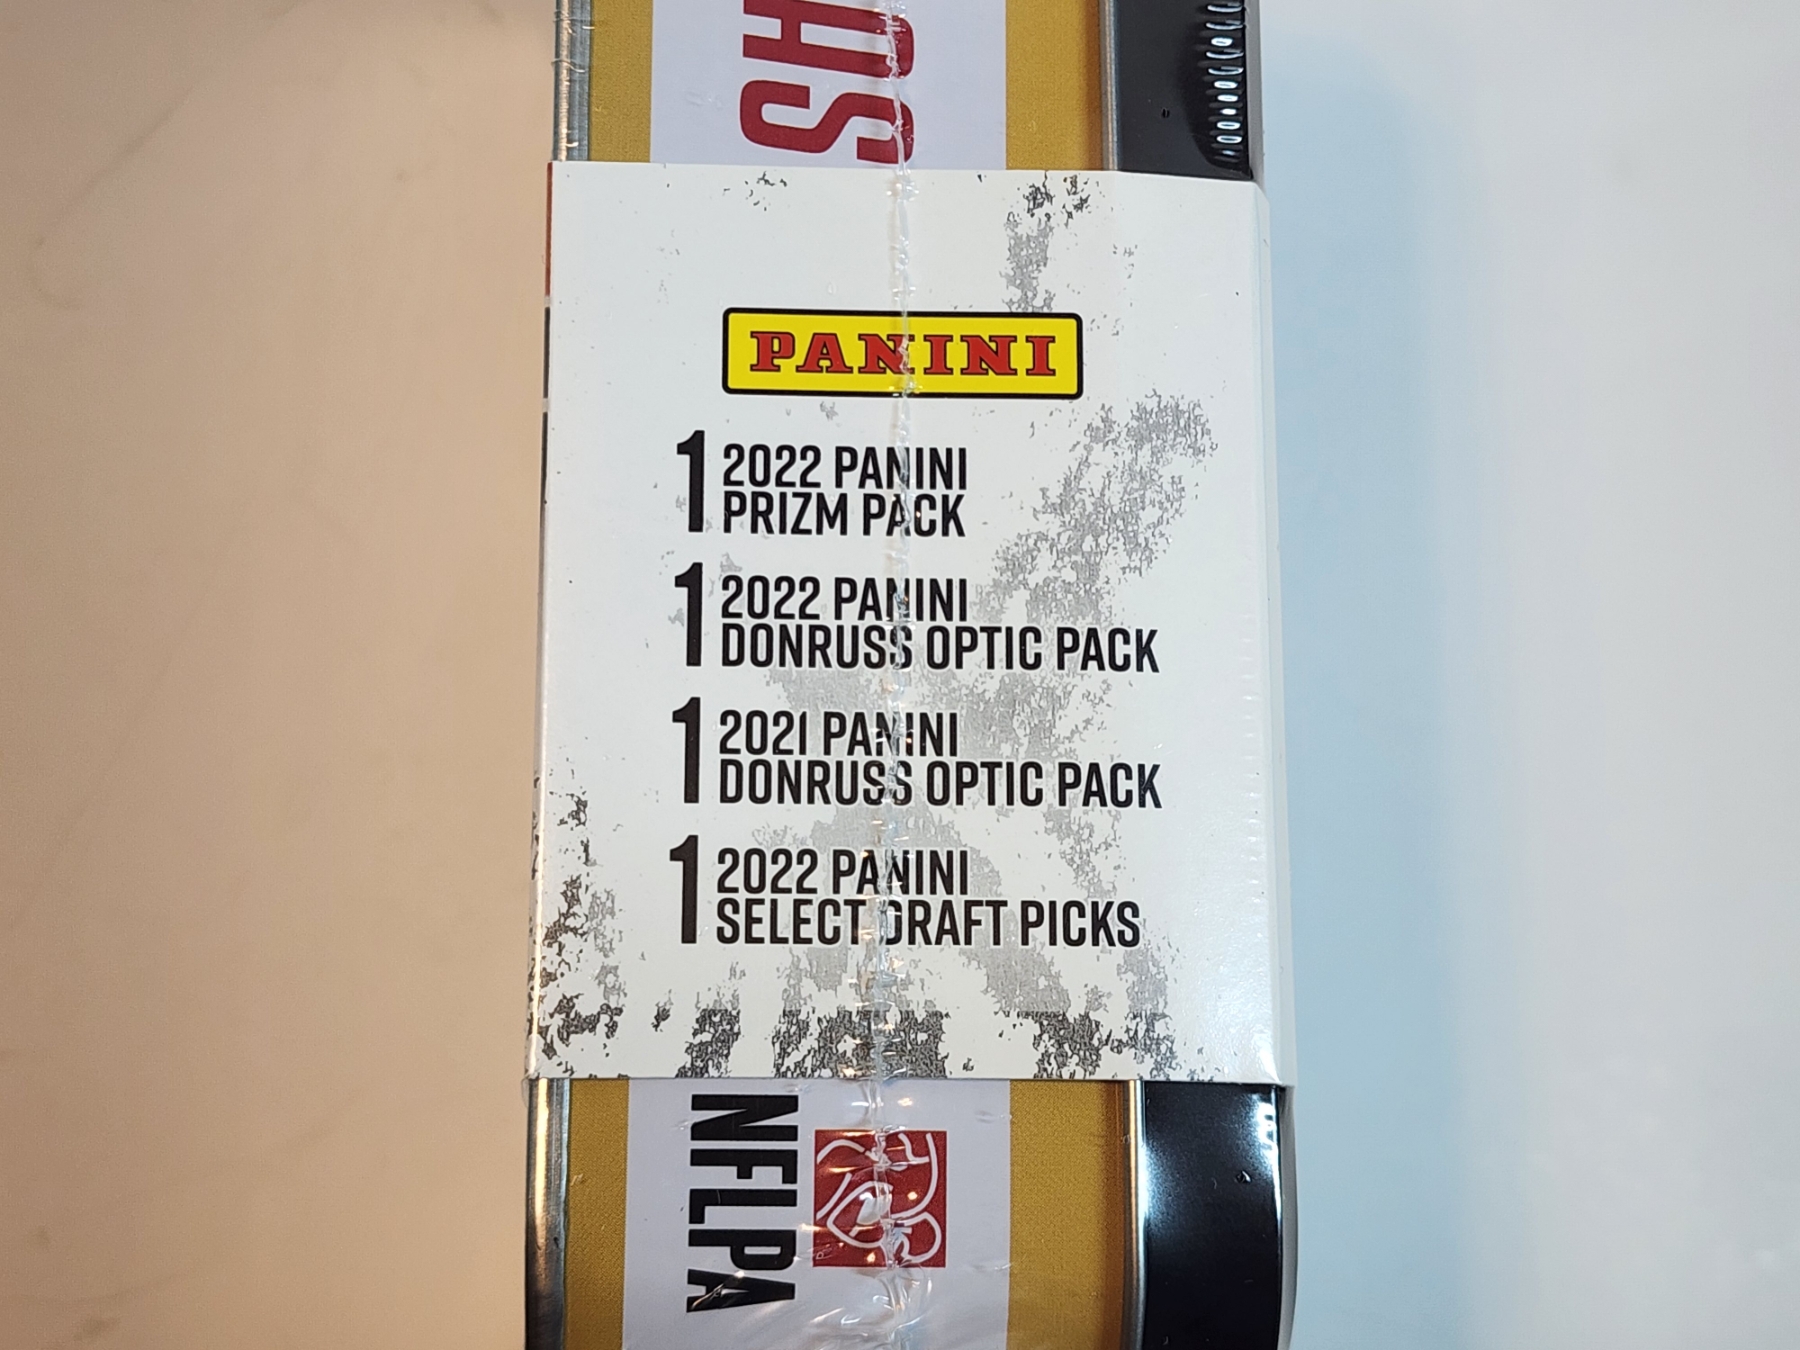 PANINI
1 2022 PANINI
PRIZM PACK
1 2022 PANINI
DONRUSS OPTIC PACK
1 2021 PANINI
DONRUSS OPTIC PACK
1 2022 PANINI
SELECT DRAFT PICKS
NFLPA